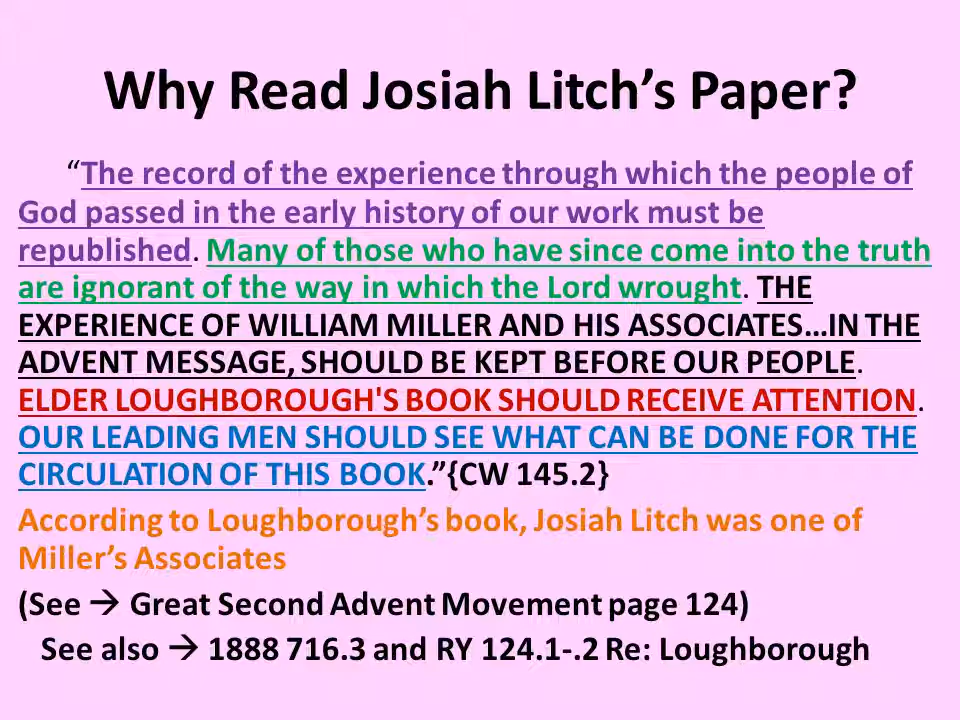 Why Read Josiah Litch’s Paper?
“The record of the experience through which the people of
God passed in the early history of our work must be
republished. Many of those who have since come into the truth
are ignorant of the way in which the Lord wrought. THE
EXPERIENCE OF WILLIAM MILLER AND HIS ASSOCIATES…IN THE
ADVENT MESSAGE, SHOULD BE KEPT BEFORE OUR PEOPLE.
ELDER LOUGHBOROUGH'S BOOK SHOULD RECEIVE ATTENTION.
OUR LEADING MEN SHOULD SEE WHAT CAN BE DONE FOR THE
CIRCULATION OF THIS BOOK.”{CW 145.2}
According to Loughborough’s book, Josiah Litch was one of
Miller’s Associates
(See → Great Second Advent Movement page 124)
See also → 1888 716.3 and RY 124.1-.2 Re: Loughborough